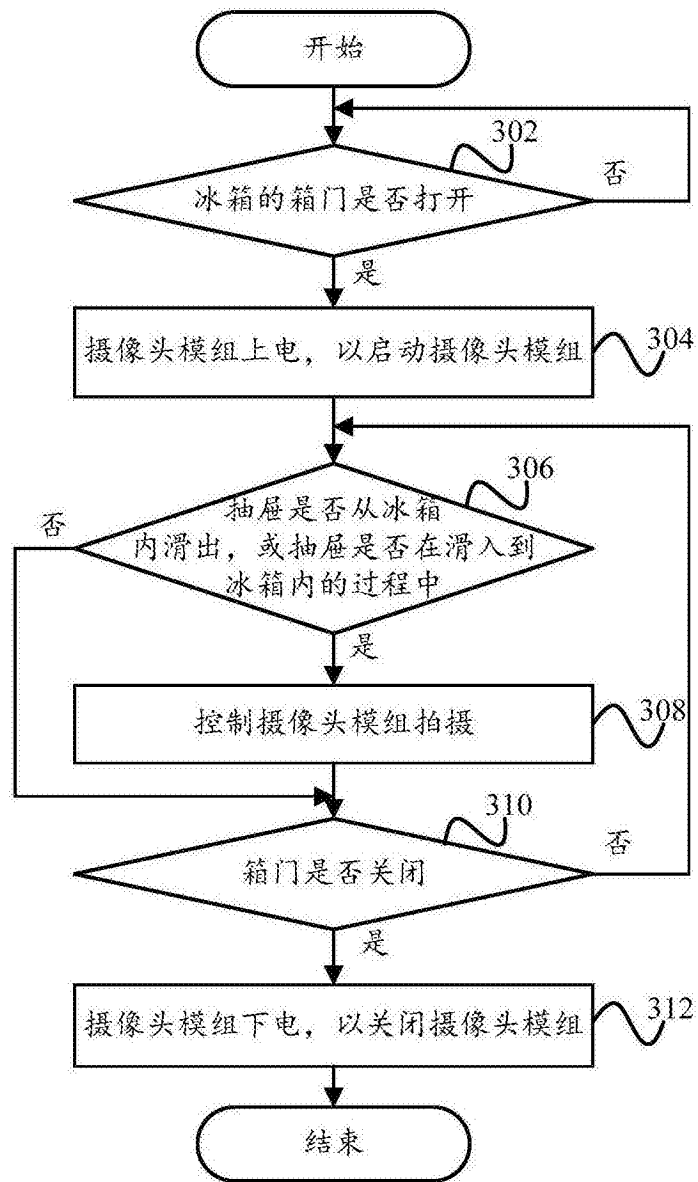 开始
302
否
冰箱的箱门是否打开
是
摄像头模组上电，以启动摄像头模组
304
306
否
抽屉是否从冰箱
内滑出，或抽屉是否在滑入到
冰箱内的过程中
是
控制摄像头模组拍摄
308
310
否
箱门是否关闭
是
摄像头模组下电，以关闭摄像头模组
312
结束